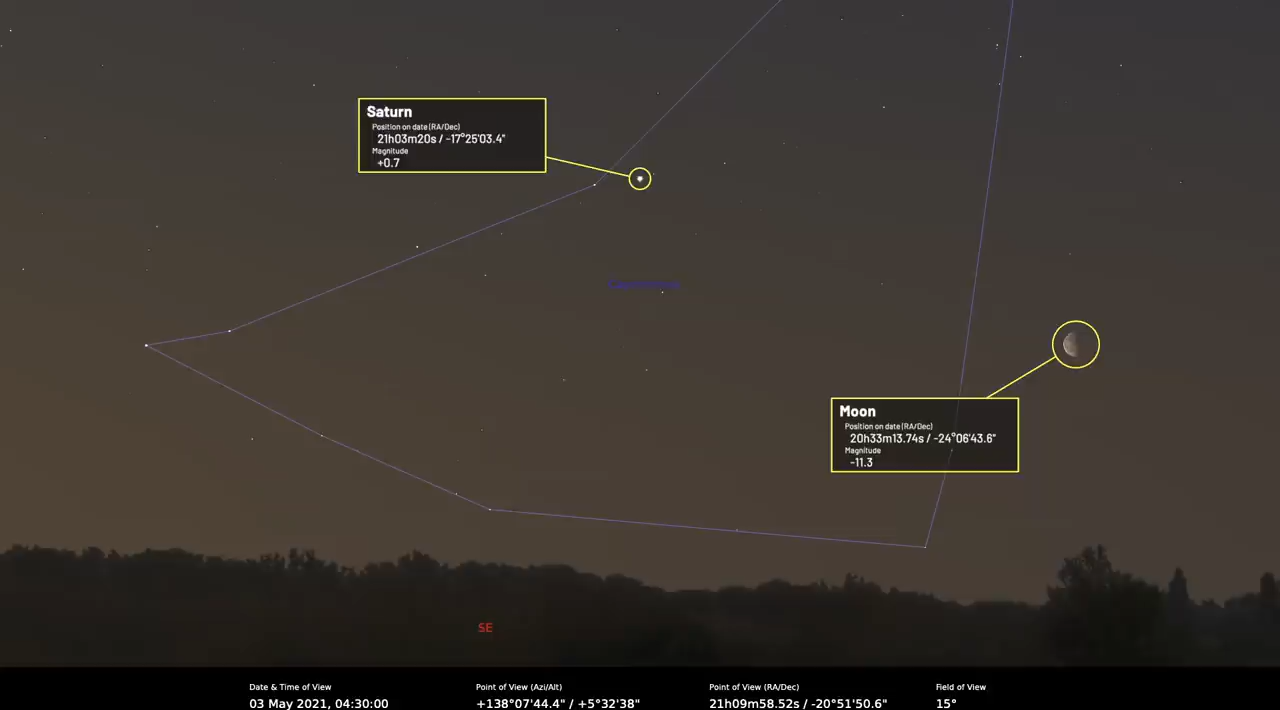 Saturn
Position on date (RA/Dec)
21h03m20s / -17°25'03.4"
Magnitude
+0.7
Moon
Position on date (RA/Dec)
20h33m13.74s / -24°06'43.6"
Magnitude
-11.3
SE
Date & Time of View
Point of View (Azi/Alt)
Point of View (RA/Dec)
Field of View
03 May 2021, 04:30:00
+138°07'44.4" / +5°32'38"
21h09m58.52s / -20°51'50.6"
15°